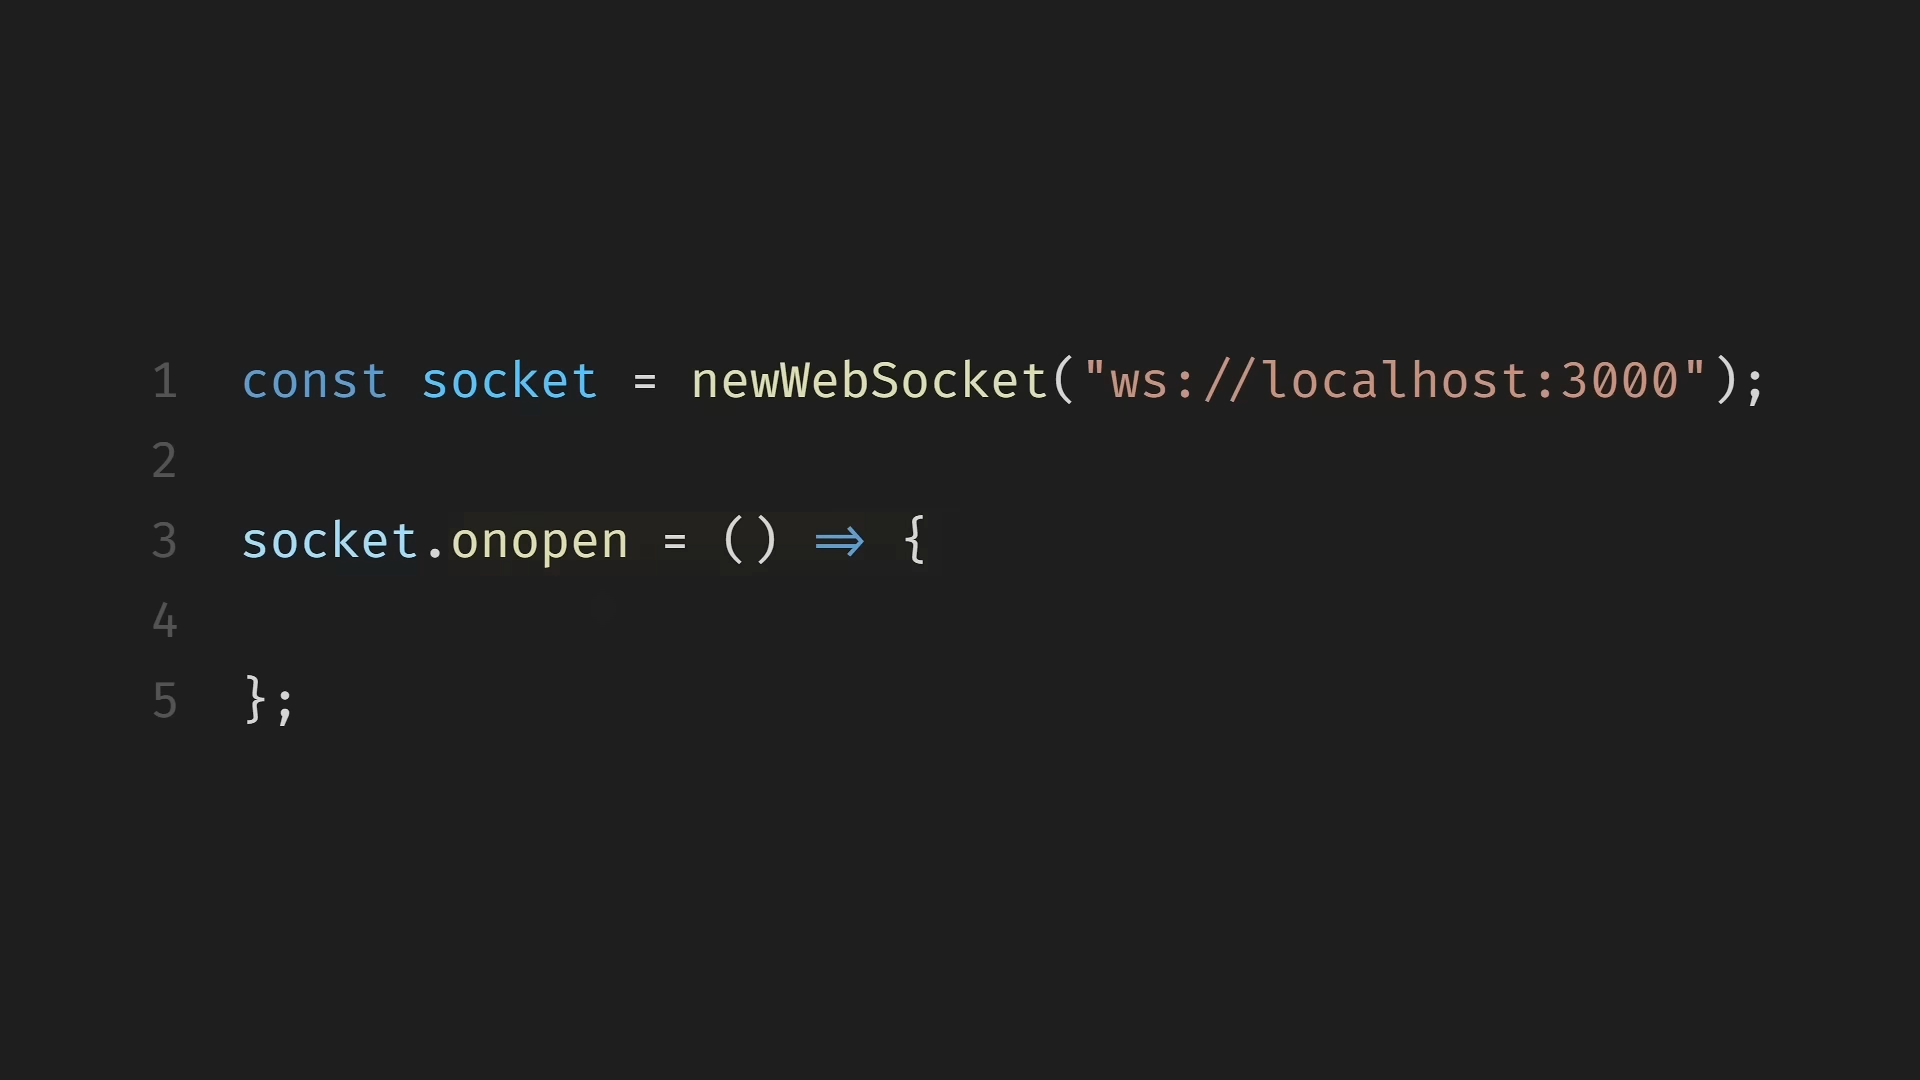 1 const socket = newWebSocket("ws://localhost:3000");
2
3 socket.onopen = () => {
4
5 };